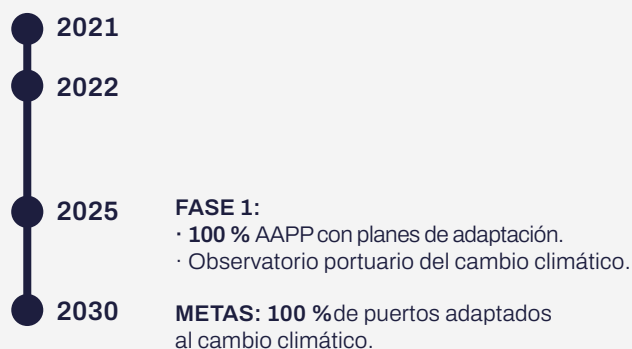 2021
2022
2025
FASE 1:
· 100 % AAPP con planes de adaptación.
· Observatorio portuario del cambio climático.
2030
METAS: 100 % de puertos adaptados
al cambio climático.